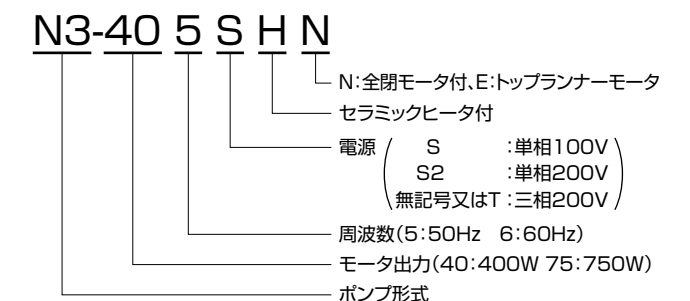 N3-40 5 S H N
N:全閉モータ付、E:トップランナーモータ
セラミックヒータ付
電源 S :単相100V
S2 :単相200V
無記号又はT:三相200V
周波数(5:50Hz 6:60Hz)
モータ出力(40:400W 75:750W)
ポンプ形式